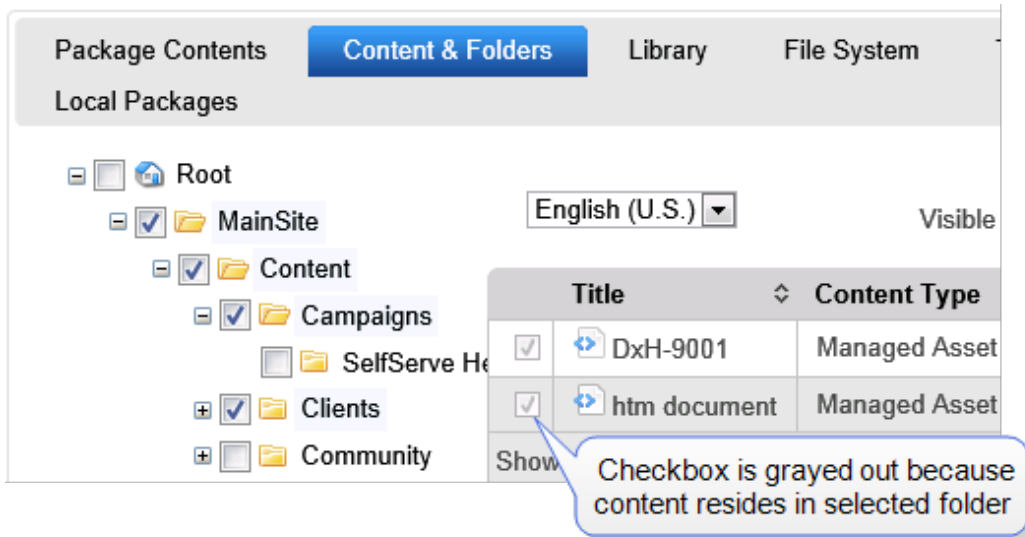 Package Contents Content & Folders Library File System
Local Packages
Root
MainSite
English (U.S.)
Visible
Content
Title Content Type
Campaigns
DxH-9001 Managed Asset
SelfServe He
htm document Managed Asset
Clients
Community
Show
Checkbox is grayed out because
content resides in selected folder